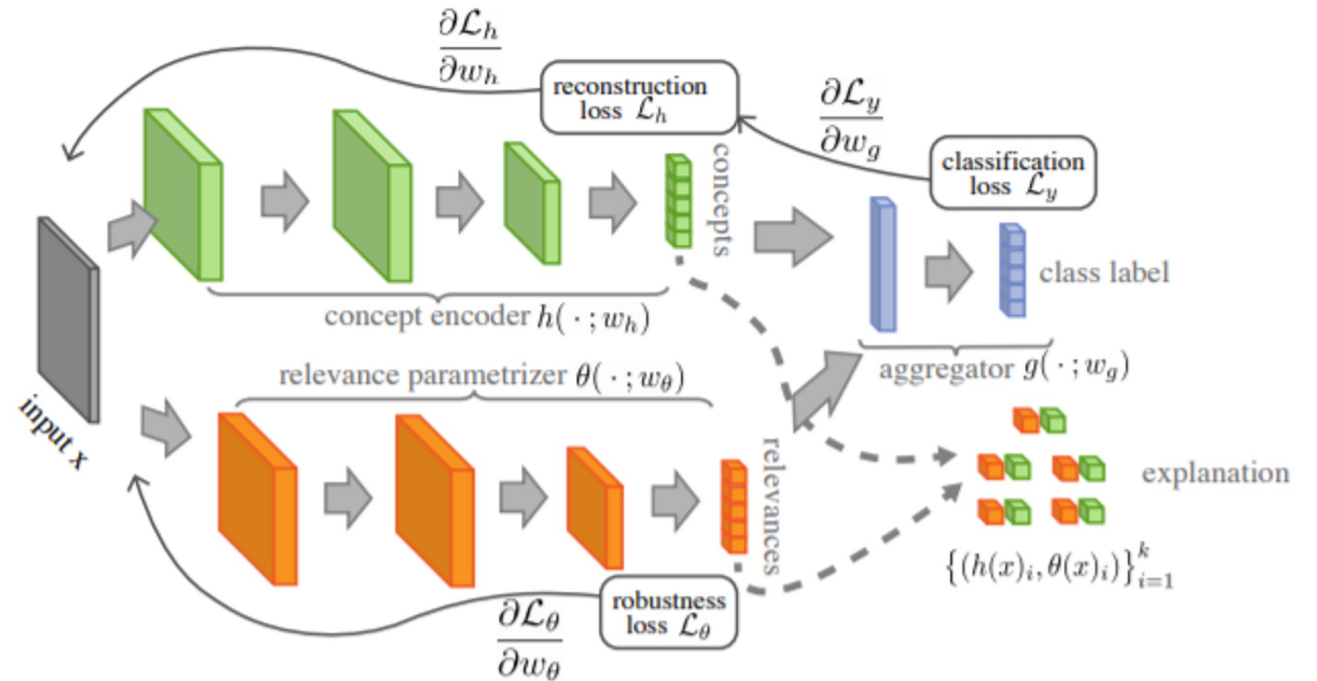 ∂ℒ_h
∂w_h
reconstruction
loss ℒ_h
∂ℒ_y
∂w_g
classification
loss ℒ_y
concepts
class label
concept encoder h( · ; w_h)
aggregator g( · ; w_g)
relevance parametrizer θ( · ; w_θ)
input x
relevances
explanation
{(h(x)_i, θ(x)_i)}_{i=1}^k
robustness
loss ℒ_θ
∂ℒ_θ
∂w_θ